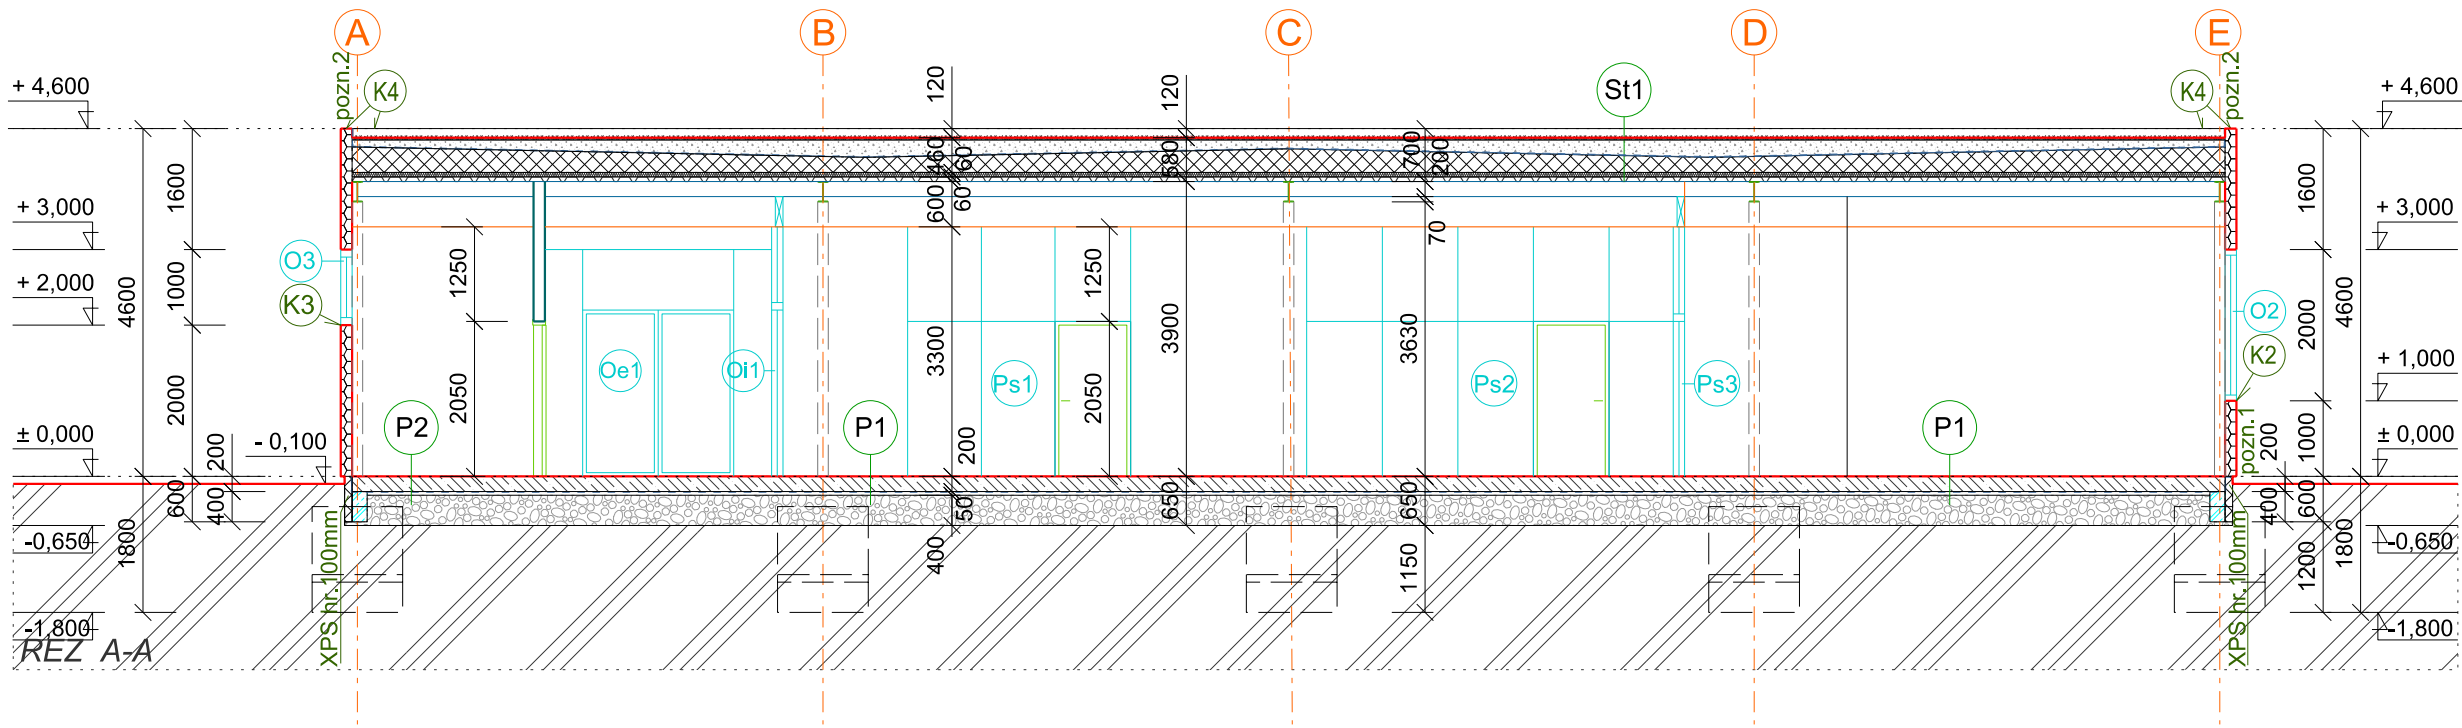 A B C D E
pozn.2
K4
120
120
St1
K4
pozn.2
+ 4,600
+ 4,600
1600
460
60
580
700
200
1600
+ 3,000
600
60
70
+ 3,000
O3
1250
1250
+ 2,000
K3
1000
4600
3300
3900
3630
O2
2000
4600
Oe1
Oi1
Ps1
Ps2
Ps3
K2
+ 1,000
2050
2050
2000
P2
P1
P1
± 0,000
± 0,000
- 0,100
200
200
pozn.1
200
1000
600
400
50
650
650
400
600
-0,650
-0,650
1800
400
1150
1200
1800
XPS hr.100mm
XPS hr.100mm
-1,800
-1,800
REZ A-A